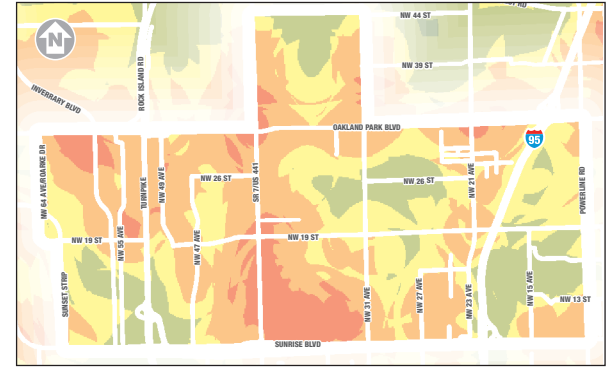 NW 44 ST
RD
N
ROCK ISLAND RD
NW 39 ST
INVERRARY BLVD
OAKLAND PARK BLVD
95
NW 64 AVE/ROARKE DR
TURNPIKE
NW 49 AVE
NW 26 ST
SR 7/US 441
NW 26 ST
NW 21 AVE
POWERLINE RD
NW 19 ST
NW 55 AVE
NW 47 AVE
NW 19 ST
SUNSET STRIP
NW 31 AVE
NW 27 AVE
NW 23 AVE
NW 15 AVE
NW 13 ST
SUNRISE BLVD